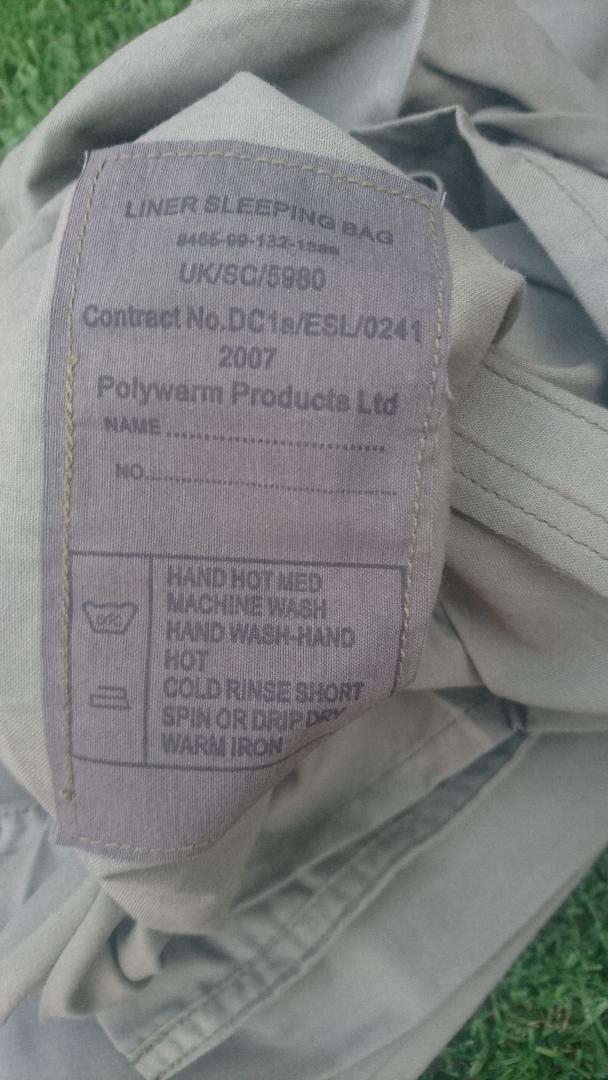 LINER SLEEPING BAG
UK/SC/5980
Contract No.DC1a/ESL/0241
2007
Polywarm Products Ltd
NAME ................................
NO.....................................
HAND HOT MED
MACHINE WASH
HAND WASH-HAND
HOT
COLD RINSE SHORT
SPIN OR DRIP DRY
WARM IRON